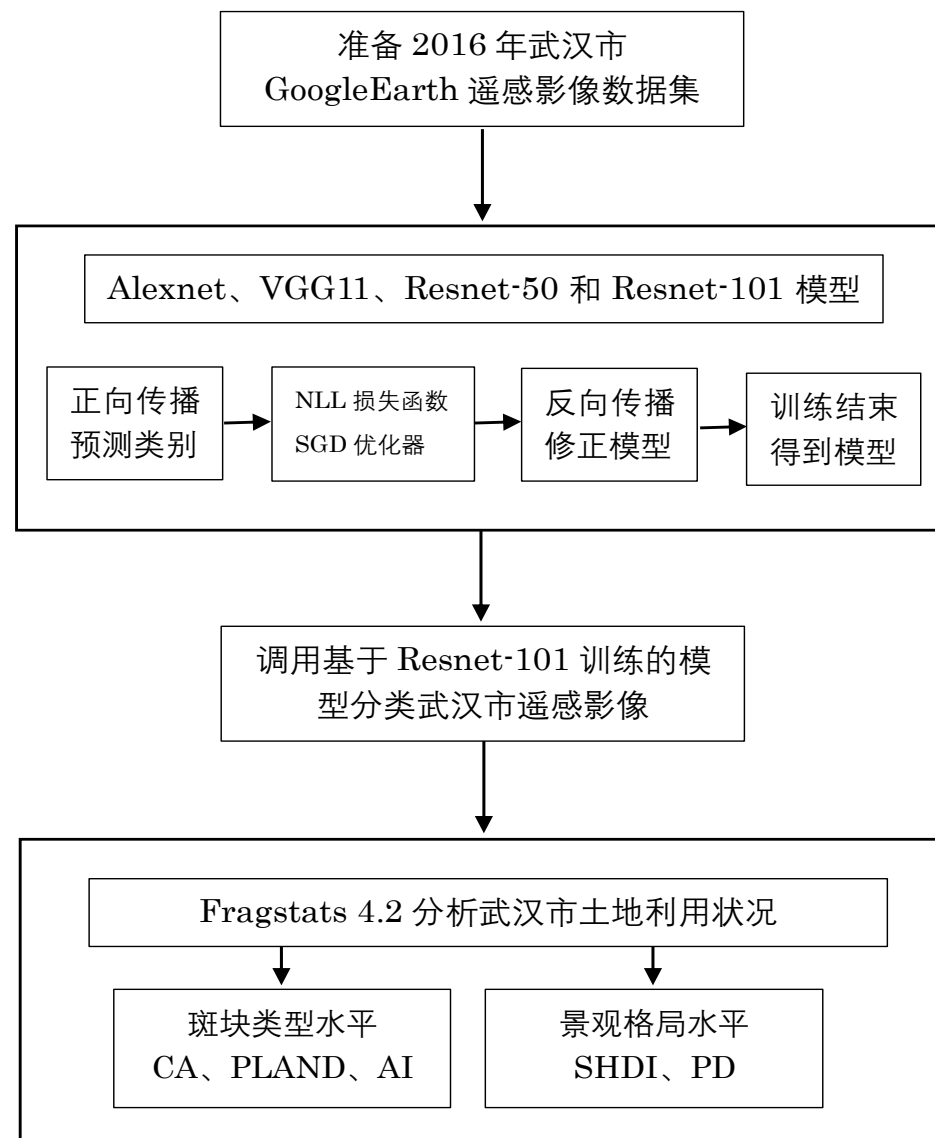 准备 2016 年武汉市
GoogleEarth 遥感影像数据集
Alexnet、VGG11、Resnet-50 和 Resnet-101 模型
正向传播
预测类别
NLL 损失函数
SGD 优化器
反向传播
修正模型
训练结束
得到模型
调用基于 Resnet-101 训练的模
型分类武汉市遥感影像
Fragstats 4.2 分析武汉市土地利用状况
斑块类型水平
CA、PLAND、AI
景观格局水平
SHDI、PD